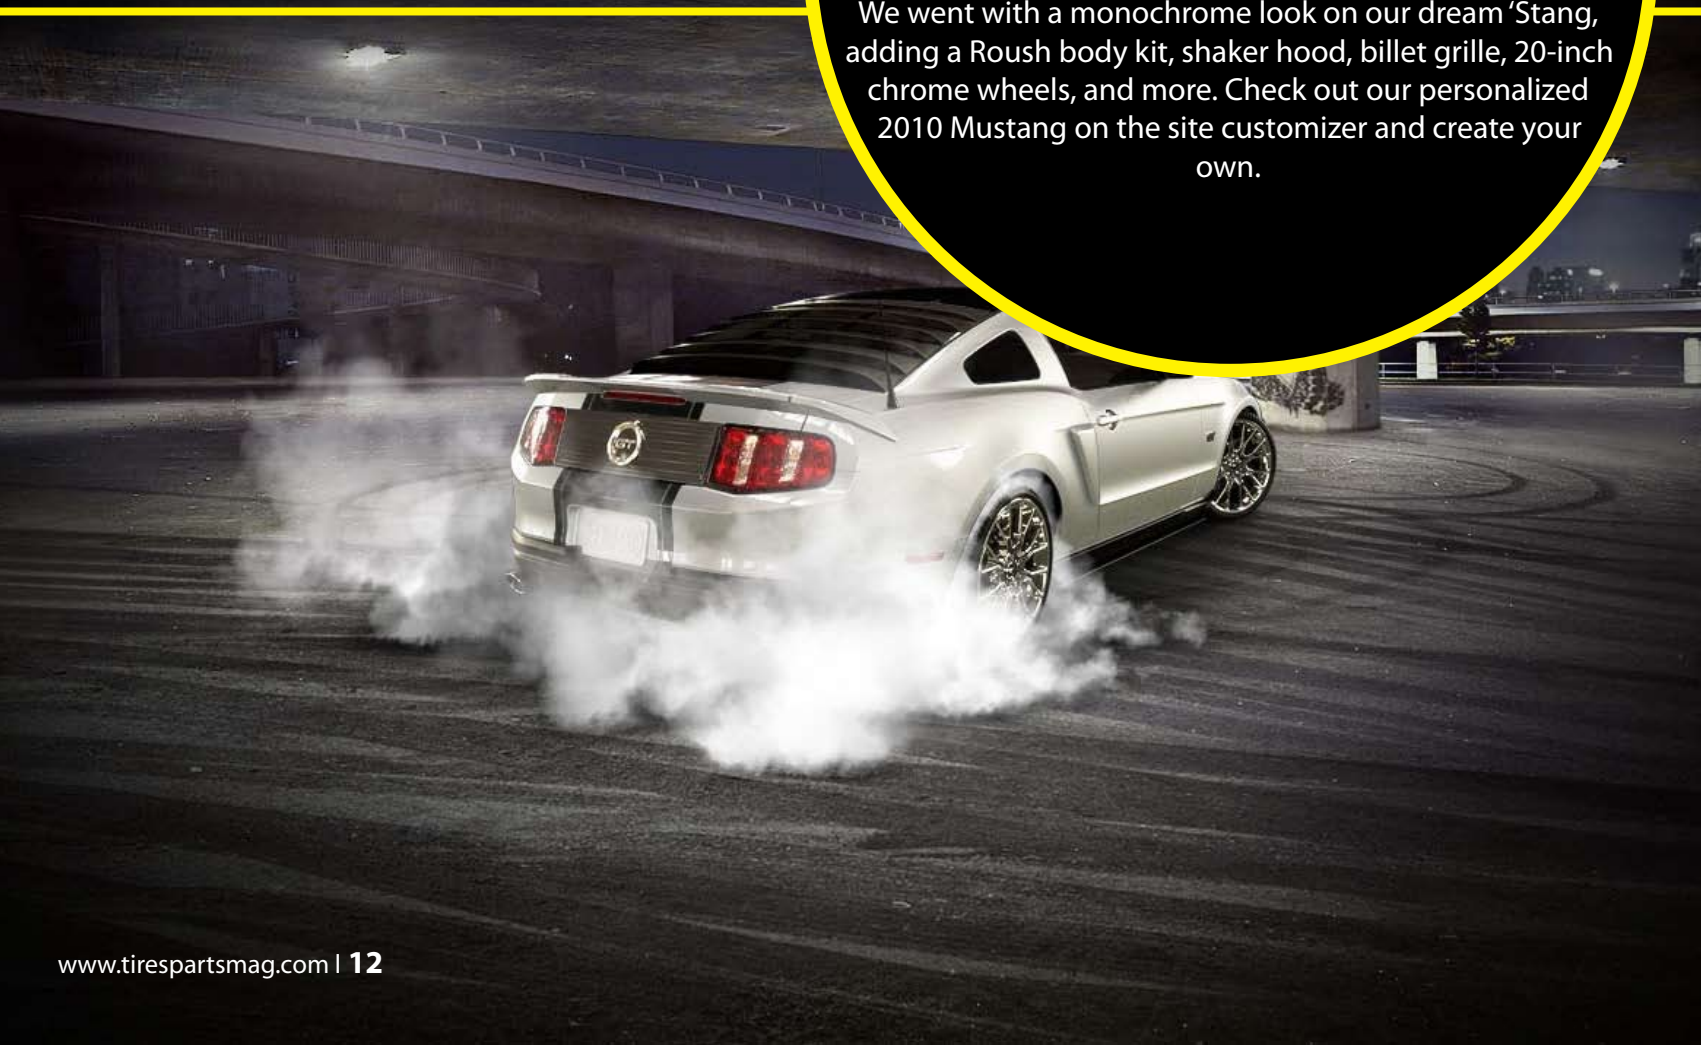 We went with a monochrome look on our dream ‘Stang,
adding a Roush body kit, shaker hood, billet grille, 20-inch
chrome wheels, and more. Check out our personalized
2010 Mustang on the site customizer and create your
own.
GT
www.tirespartsmag.com | 12